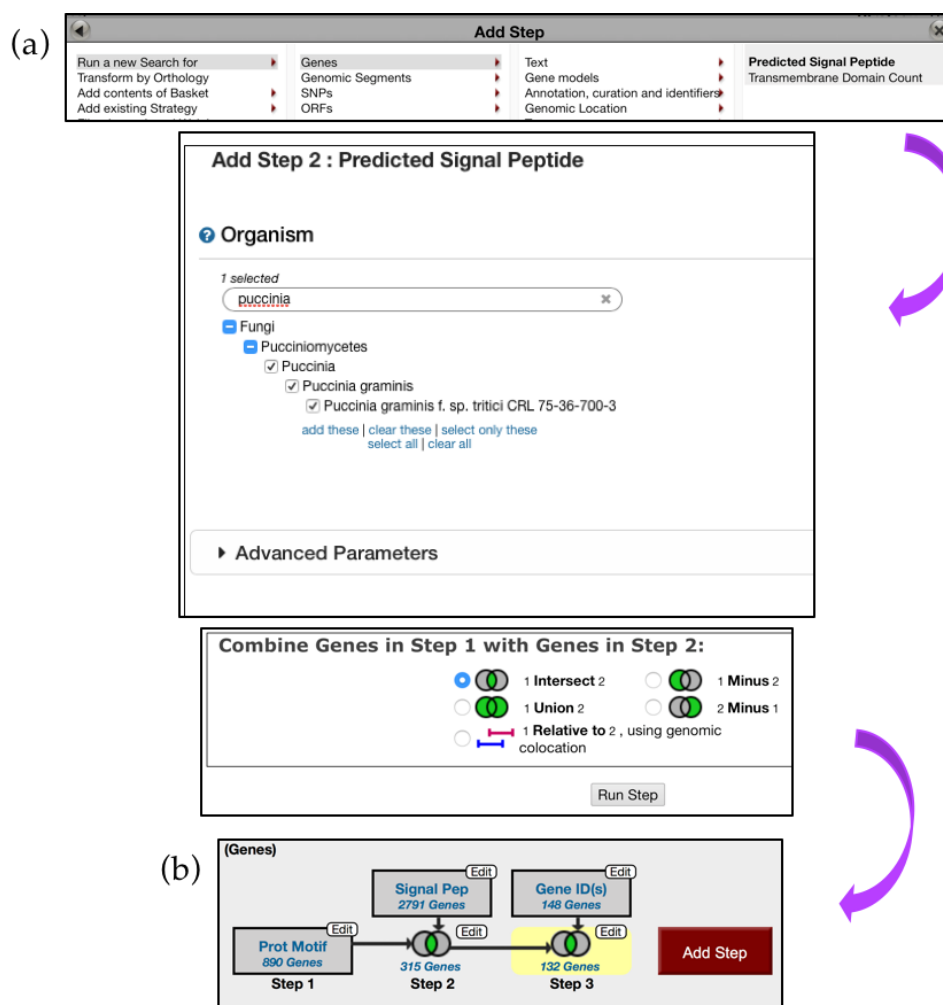 (a)
Add Step
Run a new Search for Genes Text Predicted Signal Peptide
Transform by Orthology Genomic Segments Gene models Transmembrane Domain Count
Add contents of Basket SNPs Annotation, curation and identifiers
Add existing Strategy ORFs Genomic Location
Add Step 2 : Predicted Signal Peptide
? Organism
1 selected
puccinia ×
Fungi
Pucciniomycetes
Puccinia
Puccinia graminis
Puccinia graminis f. sp. tritici CRL 75-36-700-3
add these | clear these | select only these
select all | clear all
Advanced Parameters
Combine Genes in Step 1 with Genes in Step 2:
1 Intersect 2 1 Minus 2
1 Union 2 2 Minus 1
1 Relative to 2 , using genomic
colocation
Run Step
(b)
(Genes)
Edit Edit
Signal Pep Gene ID(s)
2791 Genes 148 Genes
Edit Edit Edit
Prot Motif Add Step
890 Genes 315 Genes 132 Genes
Step 1 Step 2 Step 3